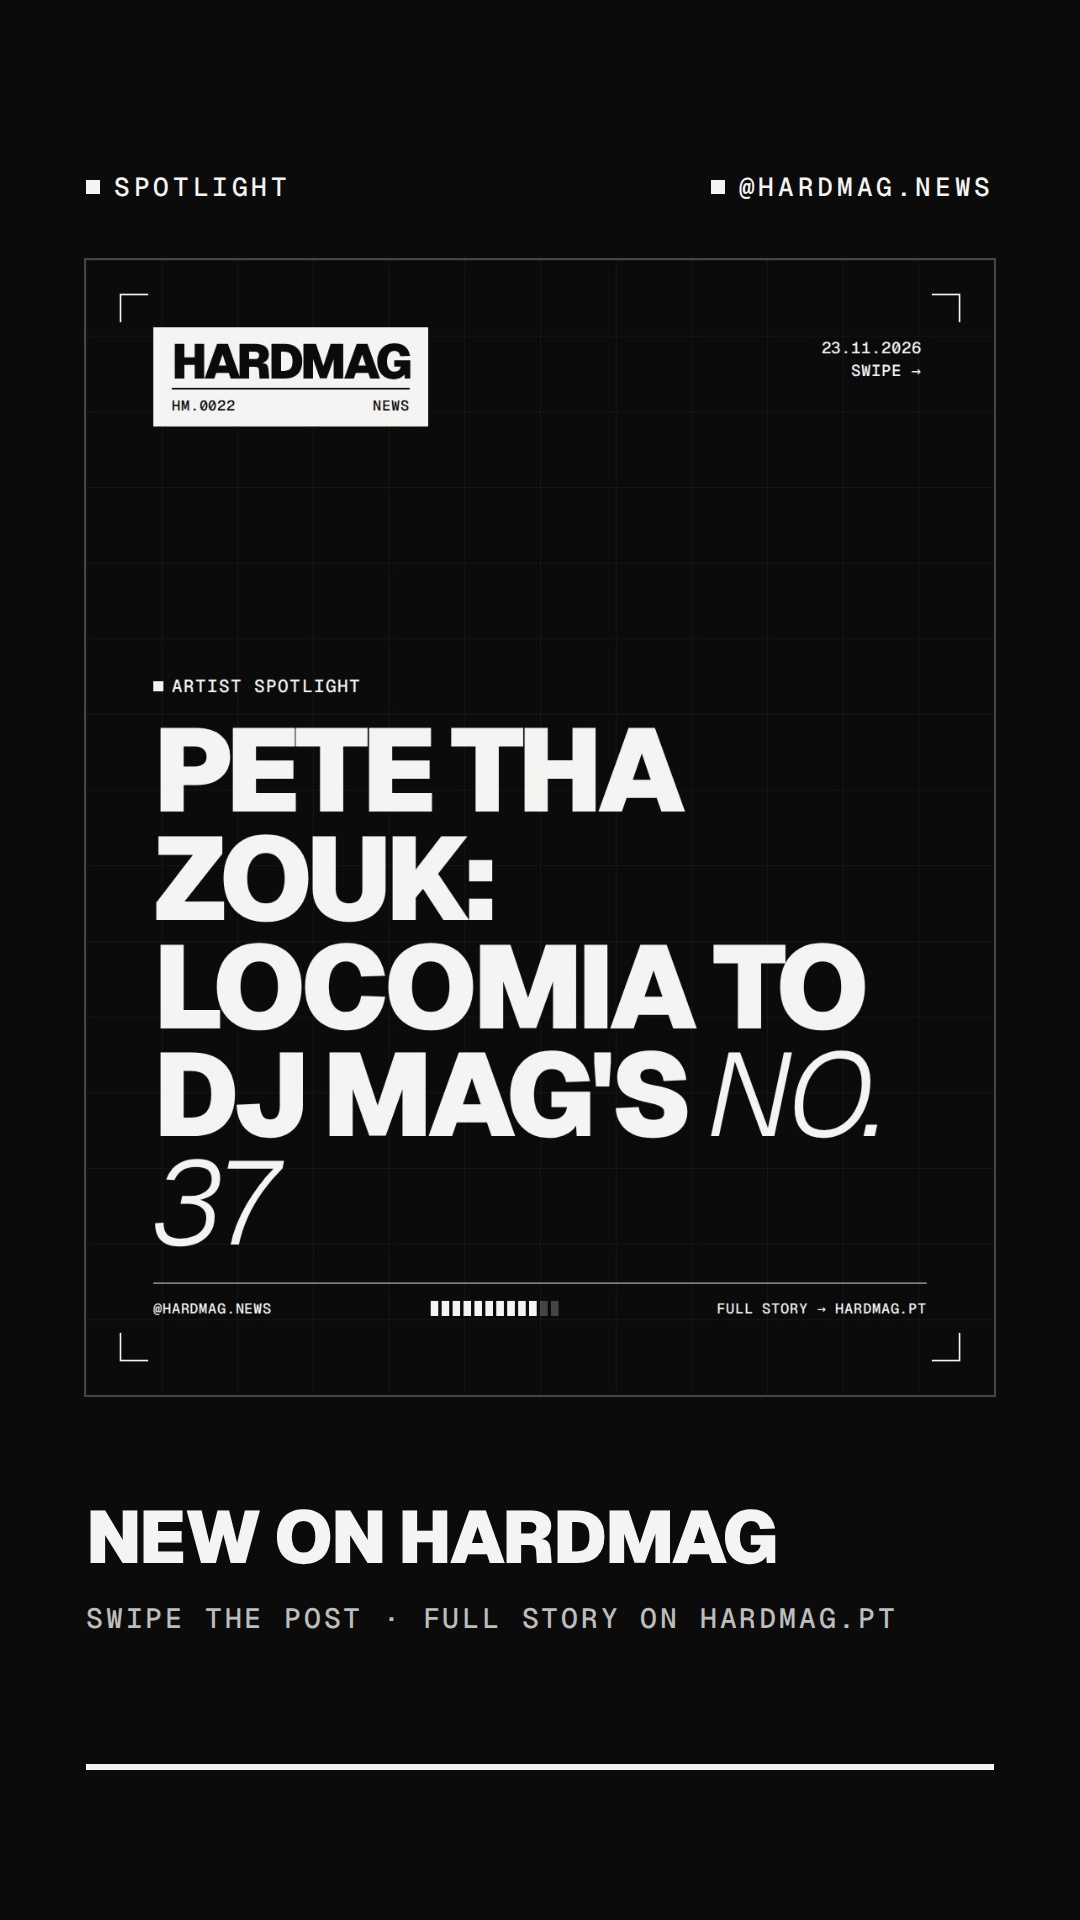 SPOTLIGHT
@HARDMAG.NEWS
HARDMAG
HM.0022 NEWS
23.11.2026
SWIPE →
ARTIST SPOTLIGHT
PETE THA
ZOUK:
LOCOMIA TO
DJ MAG'S NO.
37
@HARDMAG.NEWS
FULL STORY → HARDMAG.PT
NEW ON HARDMAG
SWIPE THE POST · FULL STORY ON HARDMAG.PT